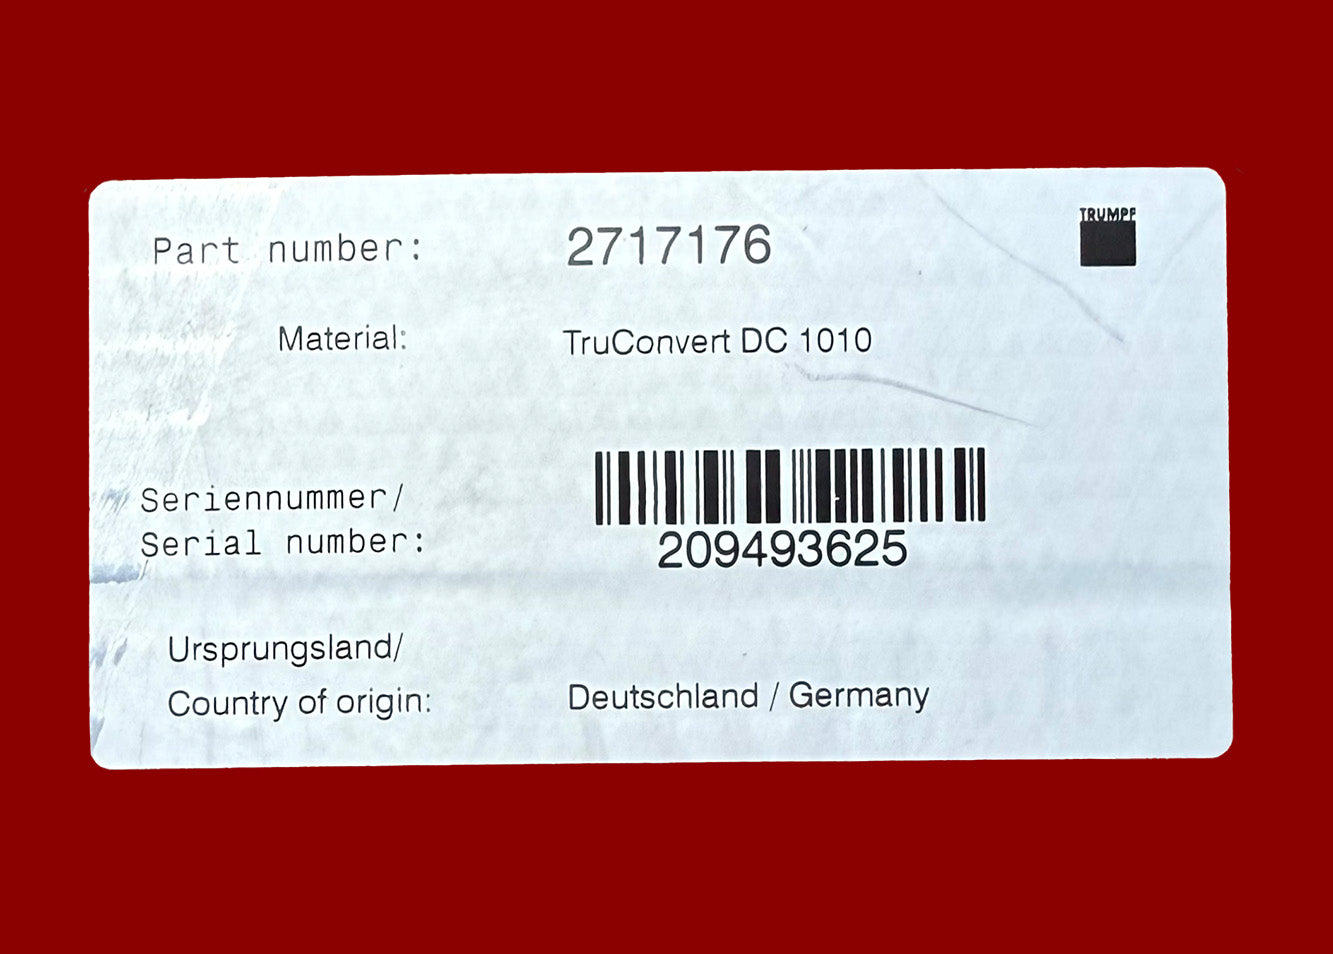 TRUMPF
Part number: 2717176
Material: TruConvert DC 1010
Seriennummer/
Serial number: 209493625
Ursprungsland/
Country of origin: Deutschland / Germany